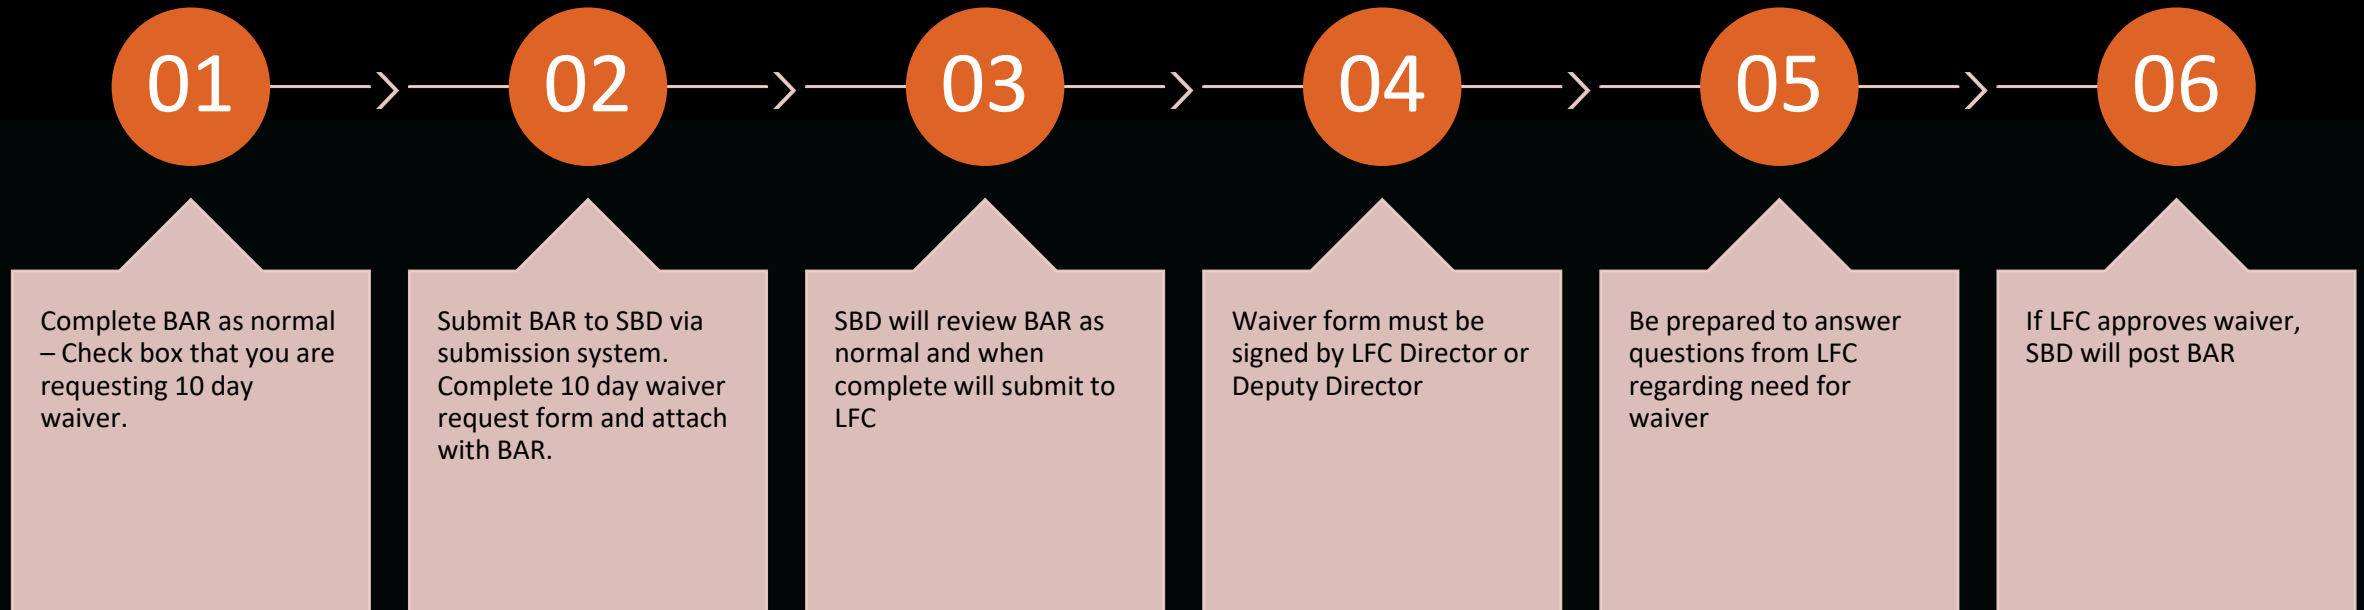 01
02
03
04
05
06
Complete BAR as normal
– Check box that you are
requesting 10 day
waiver.
Submit BAR to SBD via
submission system.
Complete 10 day waiver
request form and attach
with BAR.
SBD will review BAR as
normal and when
complete will submit to
LFC
Waiver form must be
signed by LFC Director or
Deputy Director
Be prepared to answer
questions from LFC
regarding need for
waiver
If LFC approves waiver,
SBD will post BAR